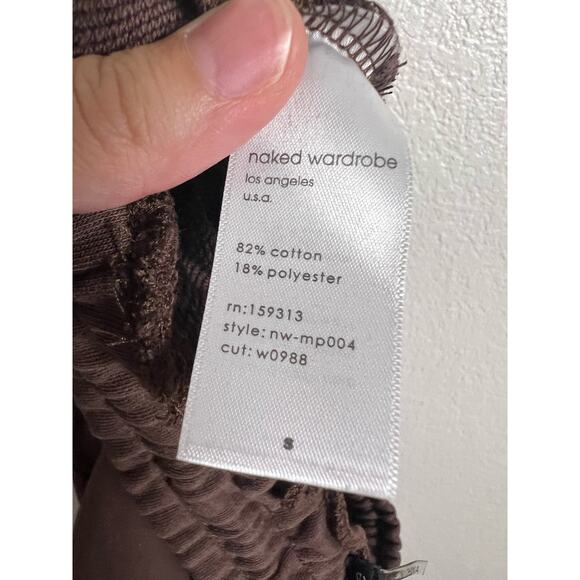 naked wardrobe
los angeles
u.s.a.
82% cotton
18% polyester
rn:159313
style: nw-mp004
cut: w0988
s